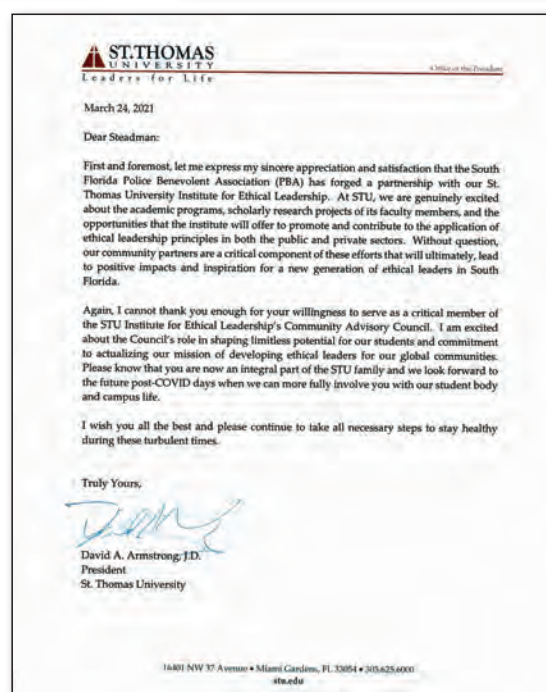 ST.THOMAS
UNIVERSITY
Leaders for Life
Office of the President
March 24, 2021
Dear Steadman:
First and foremost, let me express my sincere appreciation and satisfaction that the South
Florida Police Benevolent Association (PBA) has forged a partnership with our St.
Thomas University Institute for Ethical Leadership. At STU, we are genuinely excited
about the academic programs, scholarly research projects of its faculty members, and the
opportunities that the institute will offer to promote and contribute to the application of
ethical leadership principles in both the public and private sectors. Without question,
our community partners are a critical component of these efforts that will ultimately, lead
to positive impacts and inspiration for a new generation of ethical leaders in South
Florida.
Again, I cannot thank you enough for your willingness to serve as a critical member of
the STU Institute for Ethical Leadership's Community Advisory Council. I am excited
about the Council's role in shaping limitless potential for our students and commitment
to actualizing our mission of developing ethical leaders for our global communities.
Please know that you are now an integral part of the STU family and we look forward to
the future post-COVID days when we can more fully involve you with our student body
and campus life.
I wish you all the best and please continue to take all necessary steps to stay healthy
during these turbulent times.
Truly Yours,
David A. Armstrong, J.D.
President
St. Thomas University
16401 NW 37 Avenue • Miami Gardens, FL 33054 • 305.625.6000
stu.edu